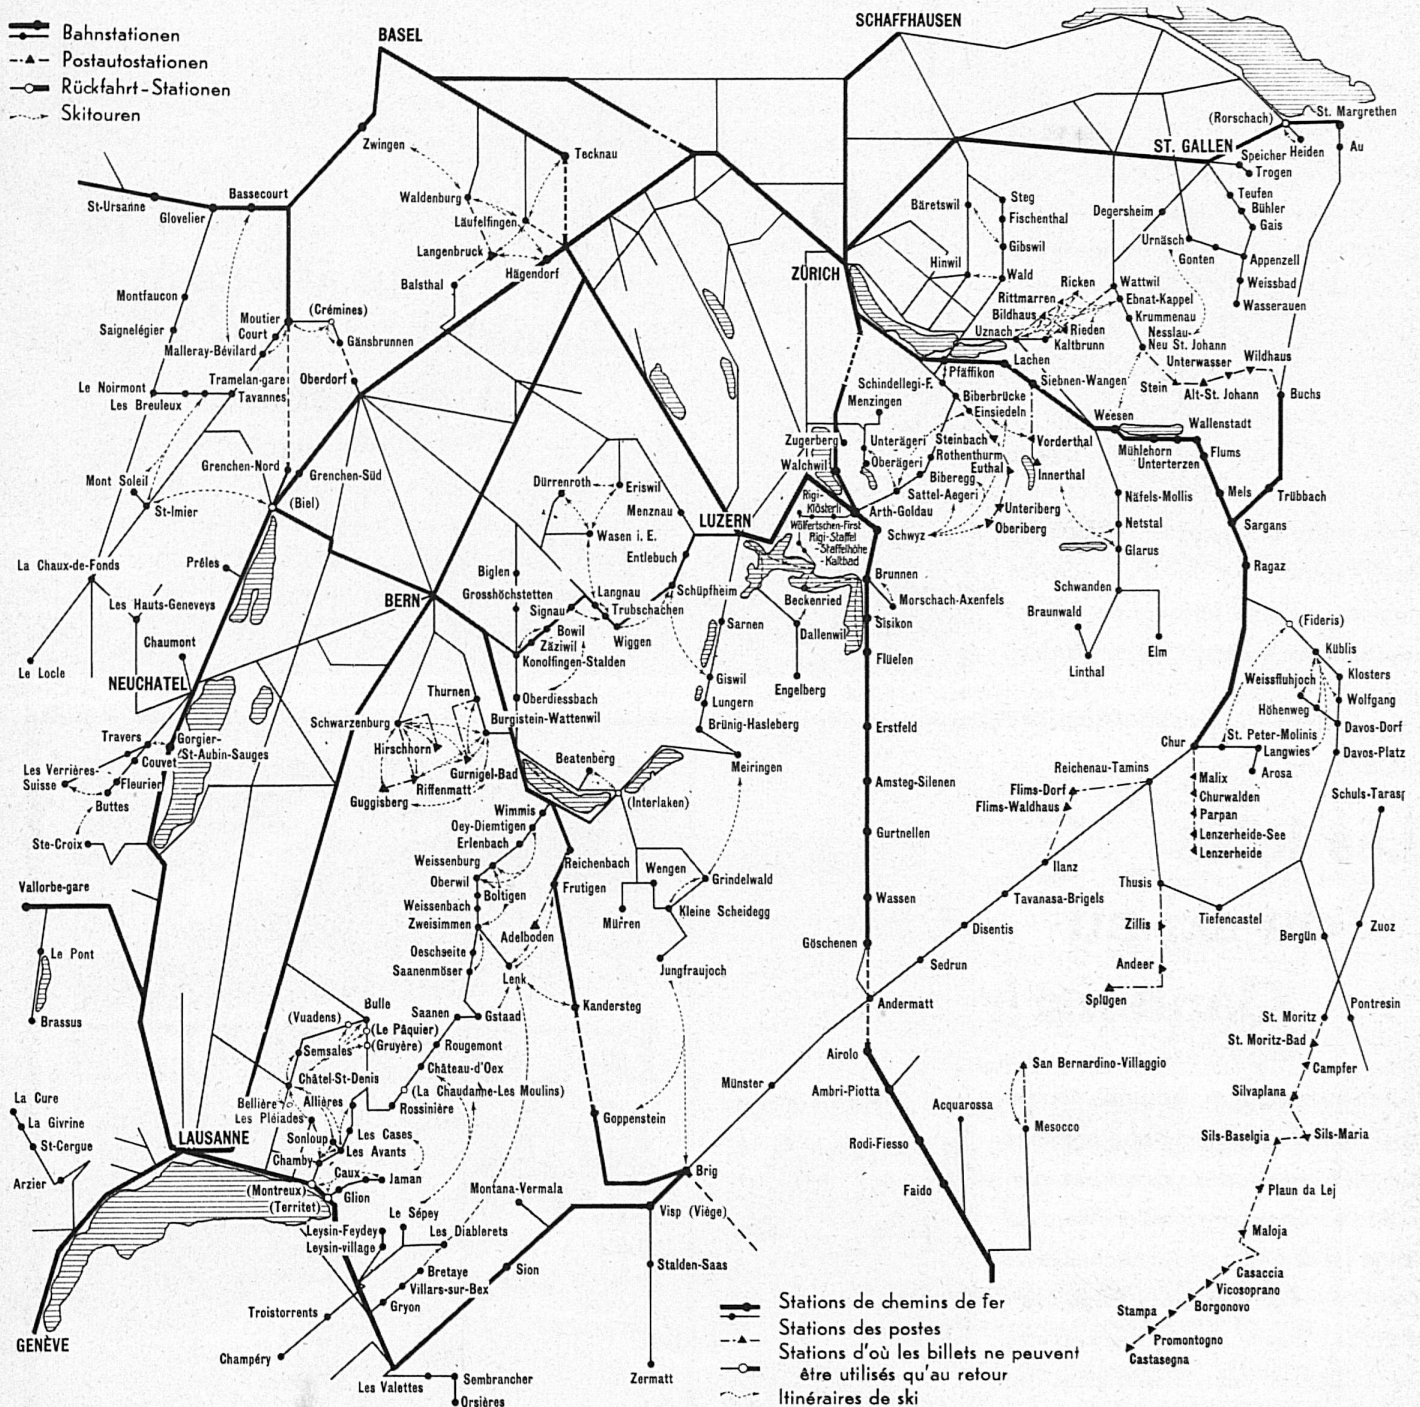 Bahnstationen
Postautostationen
Rückfahrt-Stationen
Skitouren
BASEL
SCHAFFHAUSEN
Zwingen
Tecknau
Waldenburg
Läufelfingen
Langenbruck
Hägendorf
Balsthal
St-Ursanne
Glovelier
Bassecourt
Montfaucon
Saignelégier
Moutier
(Crémines)
Court
Malleray-Bévilard
Gänsbrunnen
Le Noirmont
Les Breuleux
Tramelan-gare
Tavannes
Oberdorf
Grenchen-Nord
Grenchen-Süd
Mont Soleil
St-Imier
(Biel)
La Chaux-de-Fonds
Prêles
Les Hauts-Geneveys
Chaumont
Le Locle
NEUCHATEL
BERN
(Rorschach)
St. Margrethen
ST. GALLEN
Heiden
Au
Speicher
Trogen
Teufen
Bühler
Gais
Degersheim
Urnäsch
Gonten
Appenzell
Weissbad
Wasserauen
Steg
Bäretswil
Fischenthal
Gibswil
Hinwil
Wald
ZÜRICH
Ricken
Wattwil
Rittmarren
Ebnat-Kappel
Bildhaus
Krummenau
Uznach
Rieden
Kaltbrunn
Nesslau-
Neu St. Johann
Lachen
Unterwasser
Wildhaus
Pfäffikon
Siebnen-Wangen
Stein
Alt-St. Johann
Buchs
Schindellegi-F.
Menzingen
Biberbrücke
Einsiedeln
Weesen
Wallenstadt
Zugerberg
Unterägeri
Steinbach
Vorderthal
Mühlehorn
Unterterzen
Flums
Walchwil
Oberägeri
Rothenthurm
Euthal
Innerthal
Biberegg
Mels
Trübbach
Rigi-
Klösterli
Sattel-Aegeri
Näfels-Mollis
Arth-Goldau
Unteriberg
Netstal
Sargans
Wölfertschen-First
Rigi-Staffel
-Staffelhöhe
-Kaltbad
Schwyz
Oberiberg
Glarus
Ragaz
Dürrenroth
Eriswil
Menznau
LUZERN
Wasen i. E.
Entlebuch
Biglen
Grosshöchstetten
Langnau
Schüpfheim
Signau
Trubschachen
Bowil
Wiggen
Zäziwil
Konolfingen-Stalden
Sarnen
Beckenried
Dallenwil
Brunnen
Morschach-Axenfels
Sisikon
Flüelen
Schwanden
Braunwald
Linthal
Elm
(Fideris)
Küblis
Klosters
Weissfluhjoch
Wolfgang
Höhenweg
Davos-Dorf
Davos-Platz
St. Peter-Molinis
Langwies
Arosa
Chur
Malix
Churwalden
Parpan
Lenzerheide-See
Lenzerheide
Giswil
Engelberg
Lungern
Brünig-Hasleberg
Erstfeld
Thurnen
Oberdiessbach
Burgistein-Wattenwil
Schwarzenburg
Hirschhorn
Gurnigel-Bad
Riffenmatt
Guggisberg
Travers
Gorgier-
St-Aubin-Sauges
Les Verrières-
Suisse
Couvet
Fleurier
Buttes
Ste-Croix
Beatenberg
(Interlaken)
Meiringen
Amsteg-Silenen
Reichenau-Tamins
Flims-Dorf
Flims-Waldhaus
Schuls-Tarasp
Wimmis
Oey-Diemtigen
Erlenbach
Gurtnellen
Weissenburg
Reichenbach
Oberwil
Frutigen
Wengen
Grindelwald
Ilanz
Thusis
Vallorbe-gare
Boltigen
Weissenbach
Zweisimmen
Mürren
Kleine Scheidegg
Wassen
Tavanasa-Brigels
Tiefencastel
Adelboden
Disentis
Zillis
Bergün
Zuoz
Le Pont
Oeschseite
Saanenmöser
Lenk
Jungfraujoch
Göschenen
Sedrun
Andeer
Splügen
Kandersteg
Andermatt
Brassus
Bulle
(Vuadens)
(Le Pâquier)
(Gruyère)
Saanen
Gstaad
Rougemont
St. Moritz
Pontresin
Semsales
Airolo
St. Moritz-Bad
Château-d'Oex
San Bernardino-Villaggio
Campfer
Châtel-St-Denis
(La Chaudanne-Les Moulins)
Münster
Ambri-Piotta
Silvaplana
La Cure
Bellière
Allières
Rossinière
Goppenstein
Acquarossa
La Givrine
Les Pléiades
Mesocco
St-Cergue
LAUSANNE
Sonloup
Les Cases
Les Avants
Rodi-Fiesso
Sils-Baselgia
Sils-Maria
Arzier
Chamby
Caux
Jaman
Brig
Faido
Plaun da Lej
(Montreux)
Glion
(Territet)
Montana-Vermala
Visp (Viège)
Le Sépey
Leysin-Feydey
Leysin-village
Les Diablerets
Maloja
Bretaye
Sion
Stalden-Saas
Casaccia
Villars-sur-Bex
Vicosoprano
Gryon
Borgonovo
Troistorrents
Stampa
GENÈVE
Promontogno
Champéry
Castasegna
Les Valettes
Sembrancher
Orsières
Zermatt
Stations de chemins de fer
Stations des postes
Stations d'où les billets ne peuvent
être utilisés qu'au retour
Itinéraires de ski